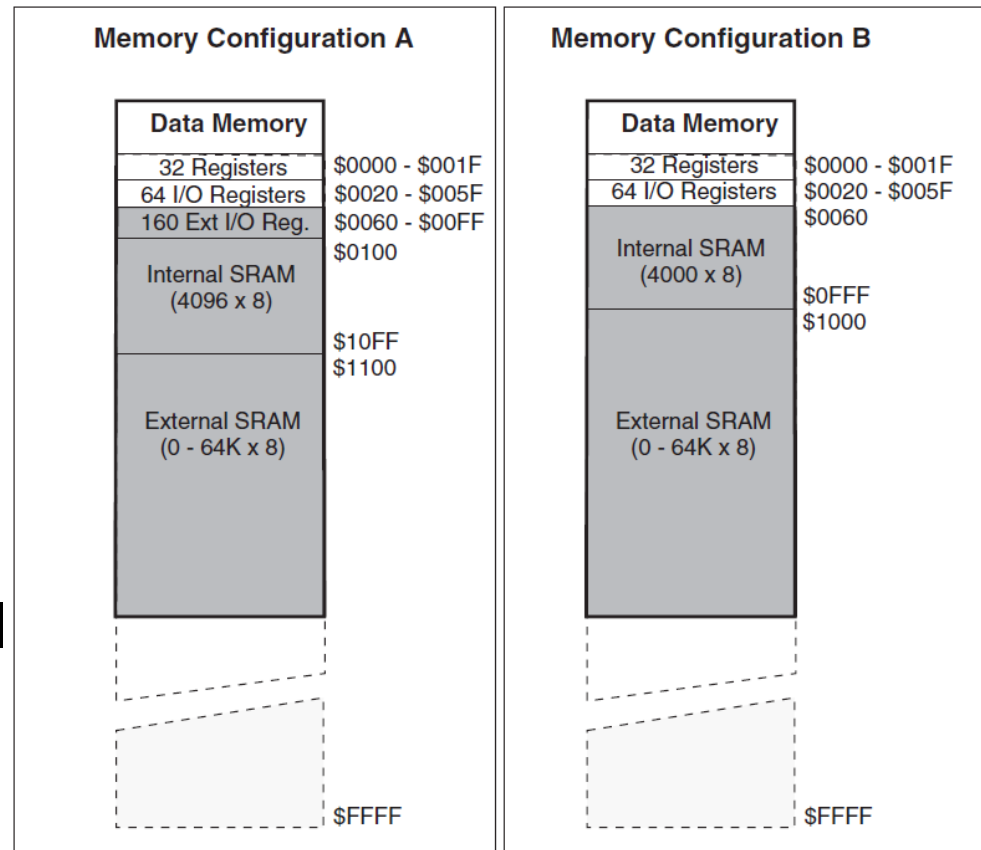 Memory Configuration A
Data Memory
32 Registers $0000 - $001F
64 I/O Registers $0020 - $005F
160 Ext I/O Reg. $0060 - $00FF
$0100
Internal SRAM
(4096 x 8)
$10FF
$1100
External SRAM
(0 - 64K x 8)
$FFFF
Memory Configuration B
Data Memory
32 Registers $0000 - $001F
64 I/O Registers $0020 - $005F
$0060
Internal SRAM
(4000 x 8)
$0FFF
$1000
External SRAM
(0 - 64K x 8)
$FFFF